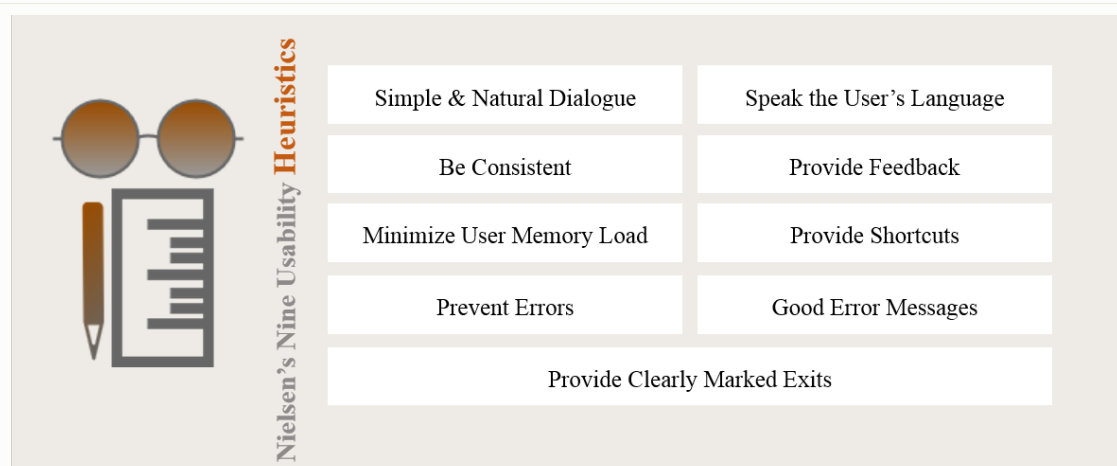 Nielsen's Nine Usability Heuristics
Simple & Natural Dialogue
Speak the User’s Language
Be Consistent
Provide Feedback
Minimize User Memory Load
Provide Shortcuts
Prevent Errors
Good Error Messages
Provide Clearly Marked Exits